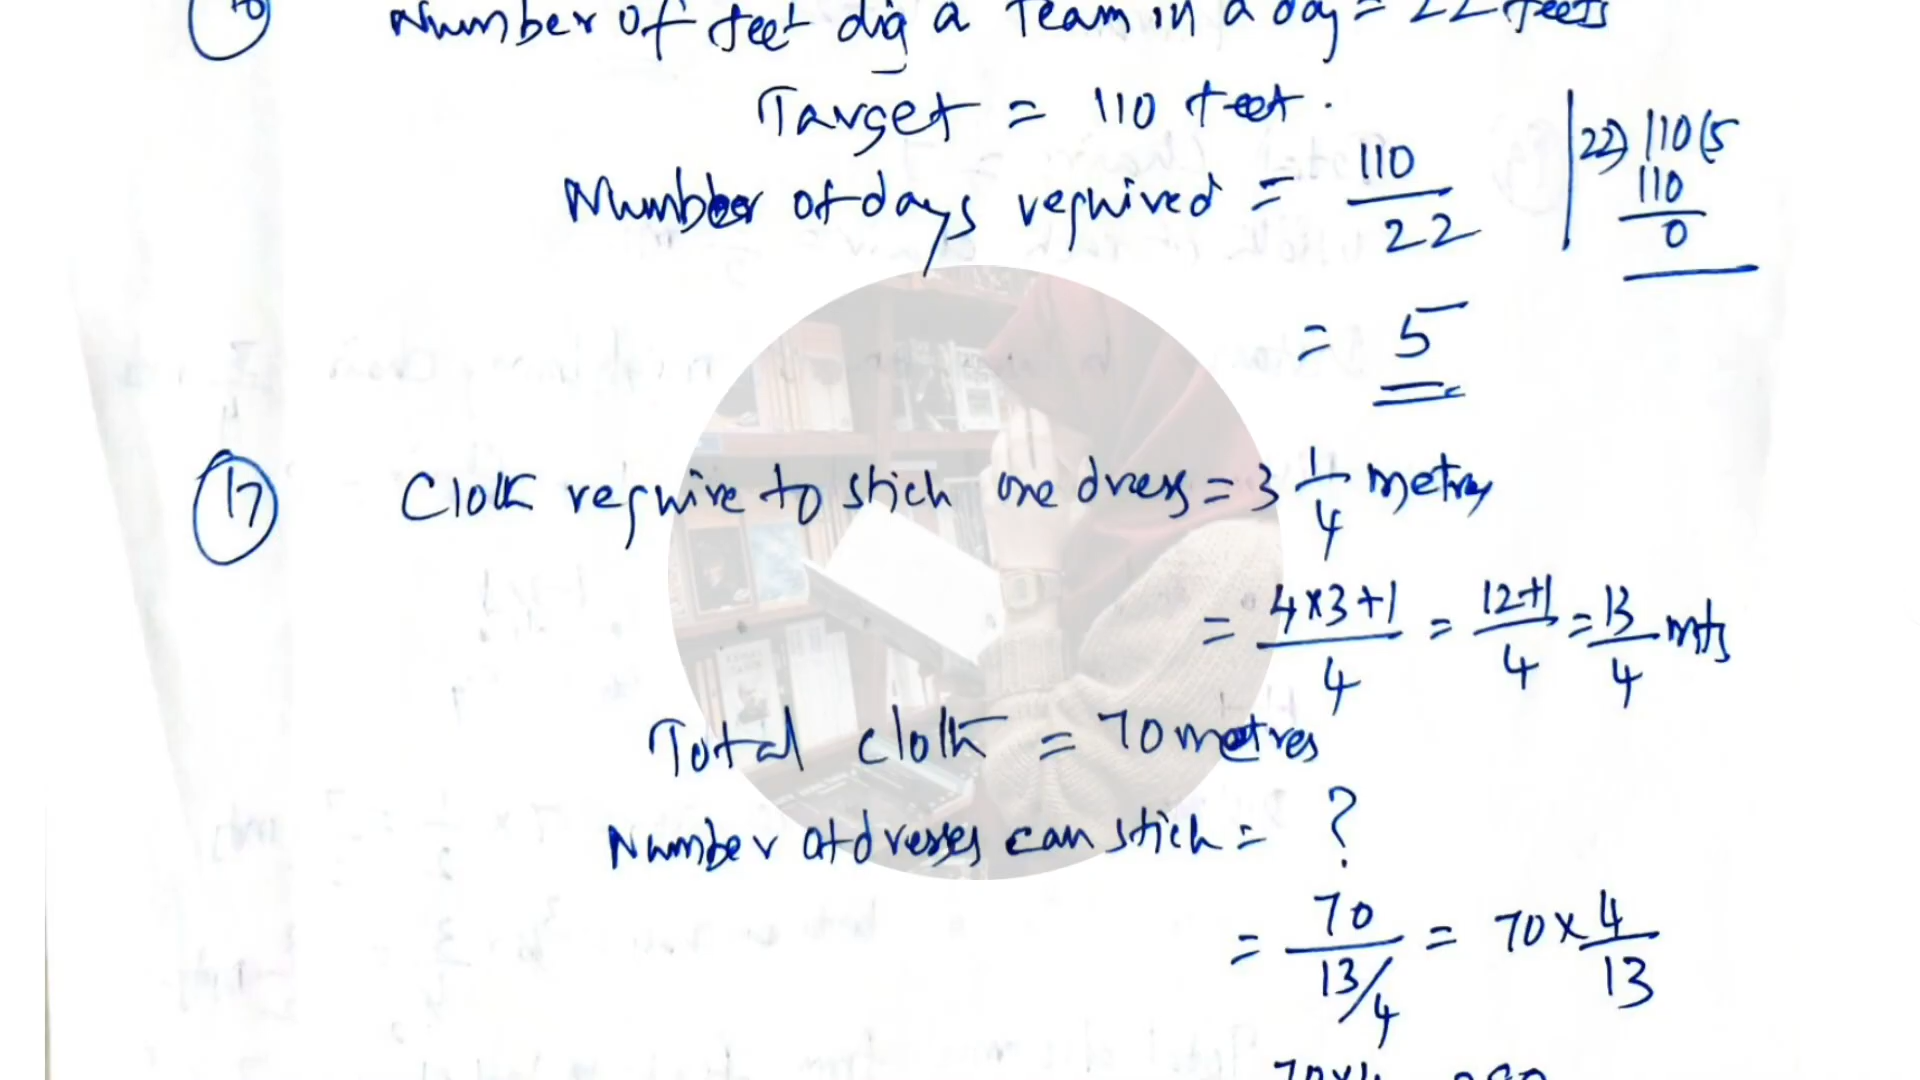 Number of feet dig a Team in a day = 22 feets
Target = 110 feet.
Number of days required = 110/22
22) 110 (5
110
0
= 5
(17) Cloth require to stich one dress = 3 1/4 metres
= 4×3+1/4 = 12+1/4 = 13/4 mts
Total cloth = 70 metres
Number of dresses can stich = ?
= 70/13/4 = 70 × 4/13
70×4